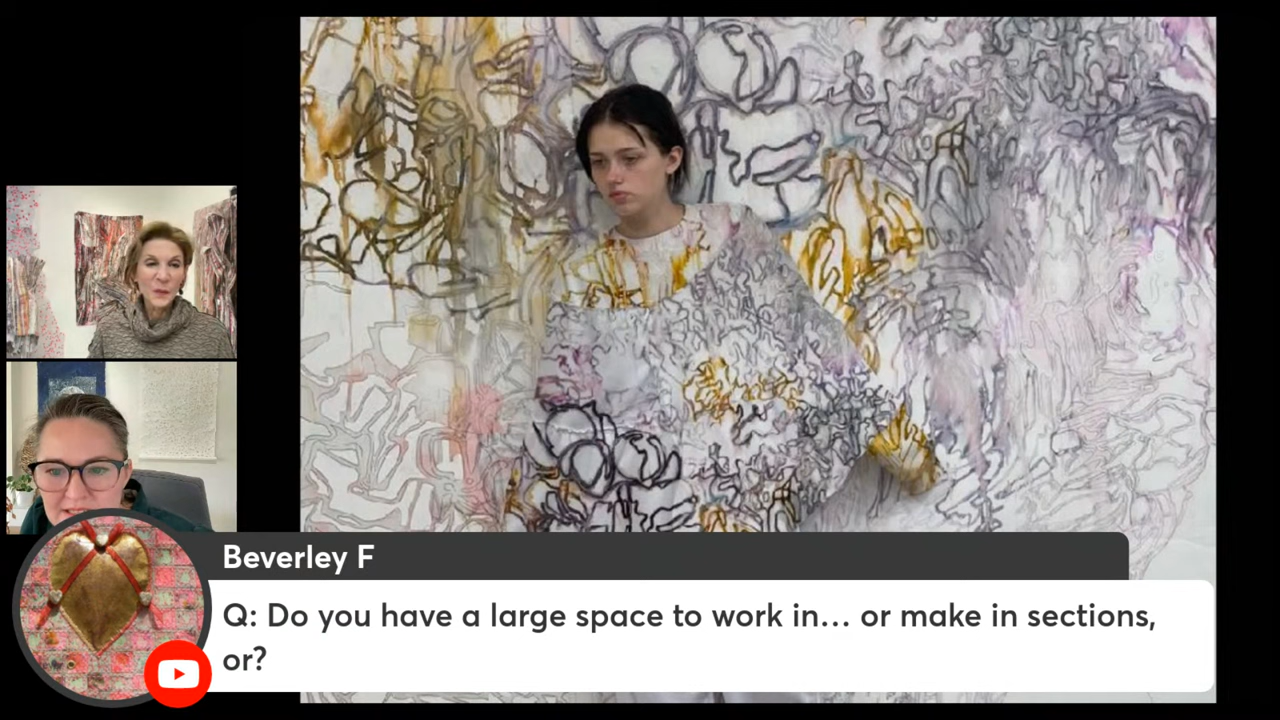 Beverley F
Q: Do you have a large space to work in... or make in sections,
or?